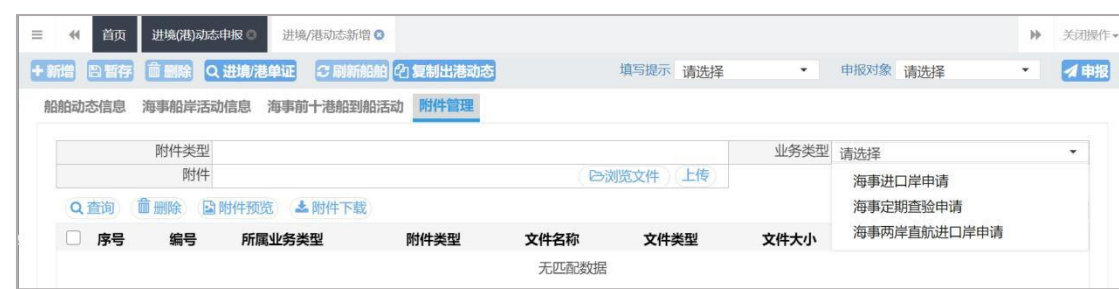 首页 进境(港)动态申报 进境/港动态新增 关闭操作
新增 暂存 删除 进境/港单证 刷新船舶 复制出港动态 填写提示 请选择 申报对象 请选择 申报
船舶动态信息 海事船岸活动信息 海事前十港船到船活动 附件管理
附件类型 业务类型 请选择
附件 浏览文件 上传
海事进口岸申请
海事定期查验申请
海事两岸直航进口岸申请
查询 删除 附件预览 附件下载
序号 编号 所属业务类型 附件类型 文件名称 文件类型 文件大小
无匹配数据